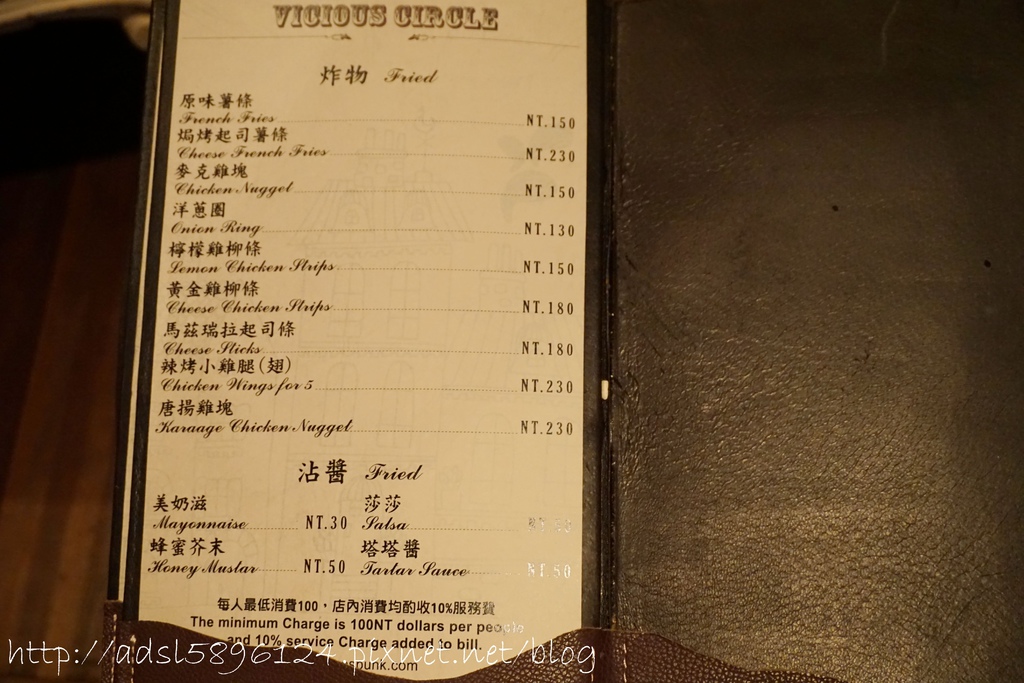 VICIOUS CIRCLE
炸物 Fried
原味薯條
French Fries NT.150
焗烤起司薯條
Cheese French Fries NT.230
麥克雞塊
Chicken Nugget NT.150
洋蔥圈
Onion Ring NT.130
檸檬雞柳條
Lemon Chicken Strips NT.150
黃金雞柳條
Cheese Chicken Strips NT.180
馬茲瑞拉起司條
Cheese Sticks NT.180
辣烤小雞腿(翅)
Chicken Wings for 5 NT.230
唐揚雞塊
Karaage Chicken Nugget NT.230
沾醬 Fried
美奶滋 莎莎
Mayonnaise NT.30 Salsa
蜂蜜芥末 塔塔醬
Honey Mustar NT.50 Tartar Sauce NT.50
每人最低消費100，店內消費均酌收10%服務費
The minimum Charge is 100NT dollars per people
and 10% service Charge added to bill.
http://adsl5896124.pixnet.net/blog